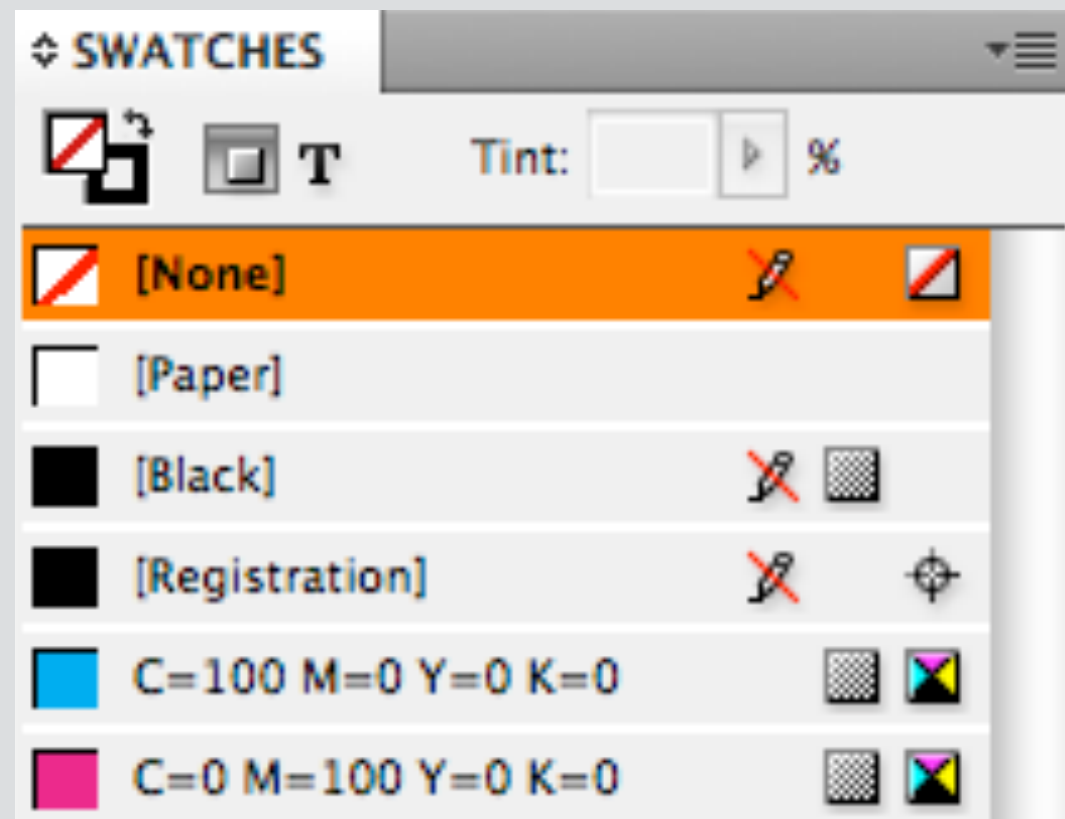 SWATCHES
T Tint: %
[None]
[Paper]
[Black]
[Registration]
C=100 M=0 Y=0 K=0
C=0 M=100 Y=0 K=0